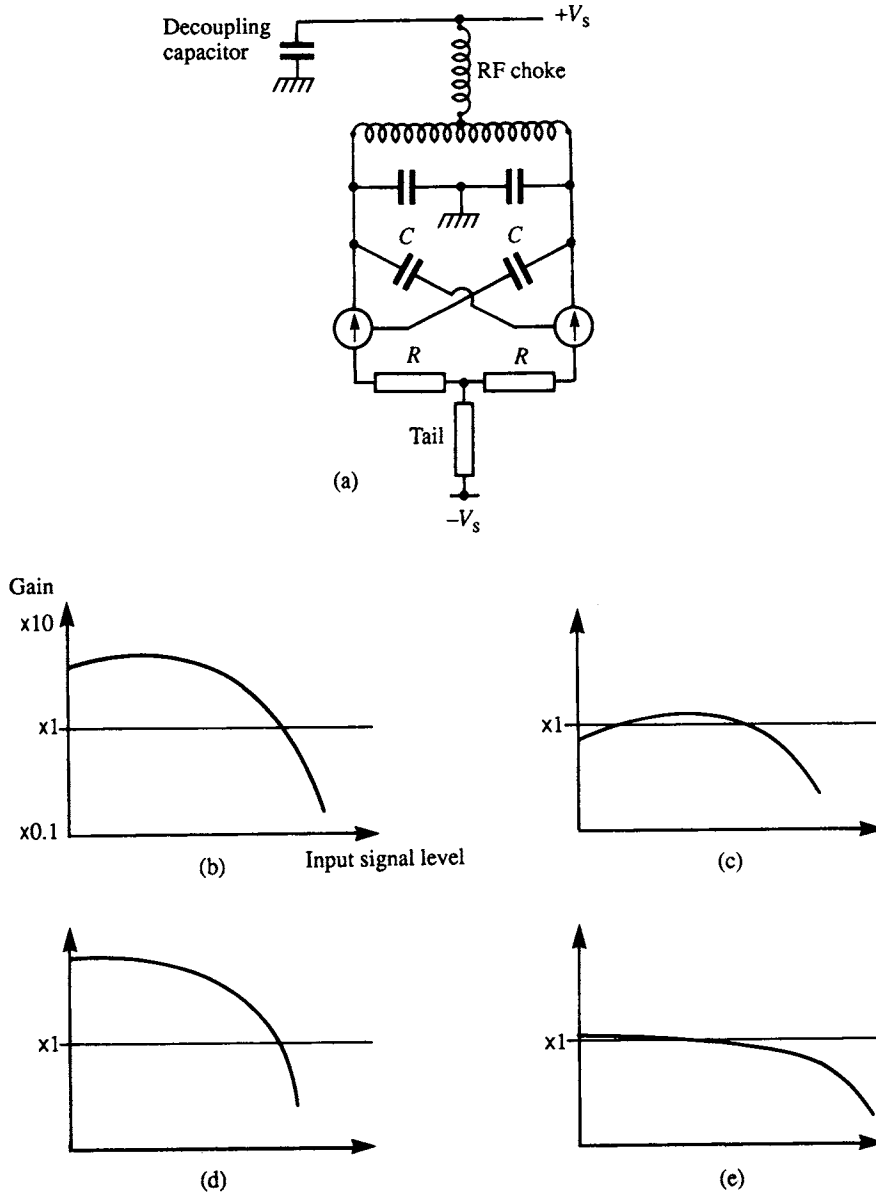 Decoupling
capacitor
+Vs
RF choke
C
C
R
R
Tail
(a)
–Vs
Gain
x10
x1
x0.1
Input signal level
(b)
x1
(c)
x1
(d)
x1
(e)